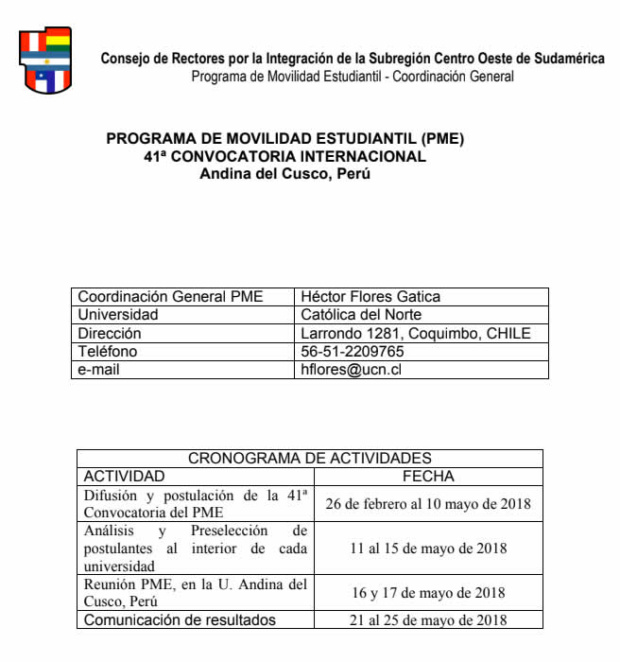 Consejo de Rectores por la Integración de la Subregión Centro Oeste de Sudamérica
Programa de Movilidad Estudiantil - Coordinación General
PROGRAMA DE MOVILIDAD ESTUDIANTIL (PME)
41ª CONVOCATORIA INTERNACIONAL
Andina del Cusco, Perú
Coordinación General PME Héctor Flores Gatica
Universidad Católica del Norte
Dirección Larrondo 1281, Coquimbo, CHILE
Teléfono 56-51-2209765
e-mail hflores@ucn.cl
CRONOGRAMA DE ACTIVIDADES
ACTIVIDAD FECHA
Difusión y postulación de la 41ª
Convocatoria del PME
26 de febrero al 10 mayo de 2018
Análisis y Preselección de
postulantes al interior de cada
universidad
11 al 15 de mayo de 2018
Reunión PME, en la U. Andina del
Cusco, Perú
16 y 17 de mayo de 2018
Comunicación de resultados 21 al 25 de mayo de 2018